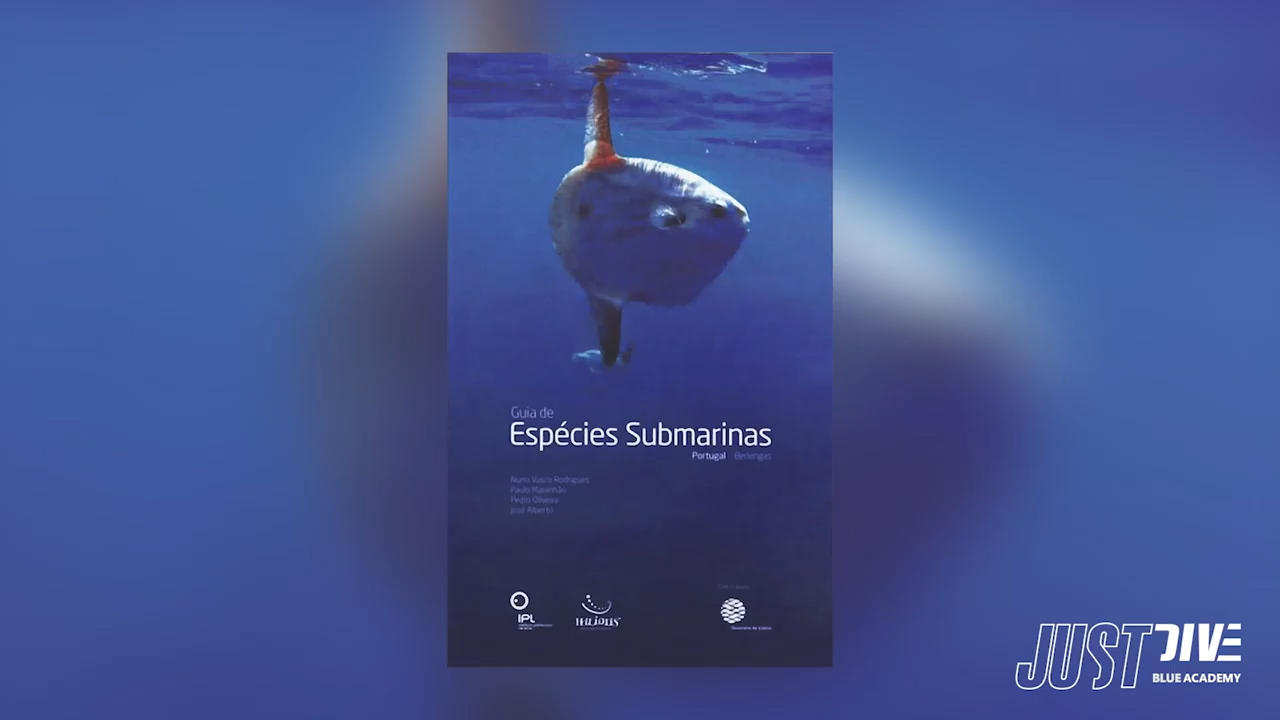 Guia de
Espécies Submarinas
Portugal Berlengas
Nuno Vasco Rodrigues
Paulo Maranhão
Pedro Oliveira
José Alberto
IPL
JUST DIVE
BLUE ACADEMY